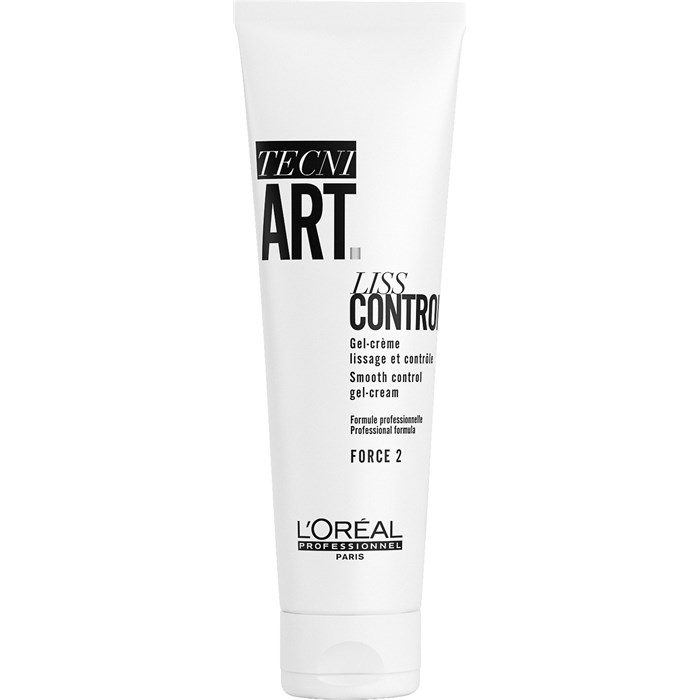 TECNI
ART.
LISS
CONTROL
Gel-crème
lissage et contrôle
Smooth control
gel-cream
Formule professionnelle
Professional formula
FORCE 2
L'ORÉAL
PROFESSIONNEL
PARIS